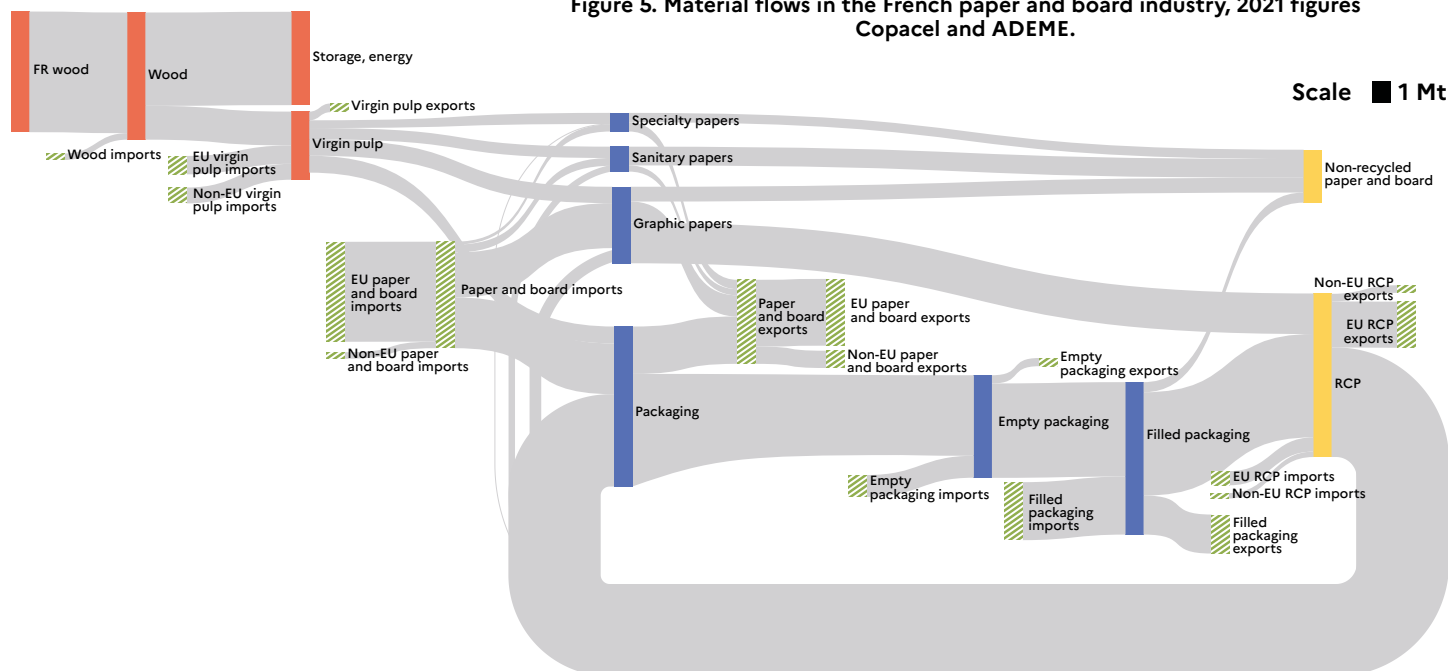 Figure 5. Material flows in the French paper and board industry, 2021 figures
Copacel and ADEME.
Scale 1 Mt
FR wood
Wood
Storage, energy
Virgin pulp exports
Wood imports
EU virgin
pulp imports
Virgin pulp
Non-EU virgin
pulp imports
Specialty papers
Sanitary papers
Graphic papers
Non-recycled
paper and board
EU paper
and board
imports
Paper and board imports
Non-EU paper
and board imports
Paper
and board
exports
EU paper
and board exports
Non-EU paper
and board exports
Non-EU RCP
exports
EU RCP
exports
RCP
Empty
packaging exports
Packaging
Empty packaging
Filled packaging
Empty
packaging imports
Filled
packaging
imports
EU RCP imports
Non-EU RCP imports
Filled
packaging
exports